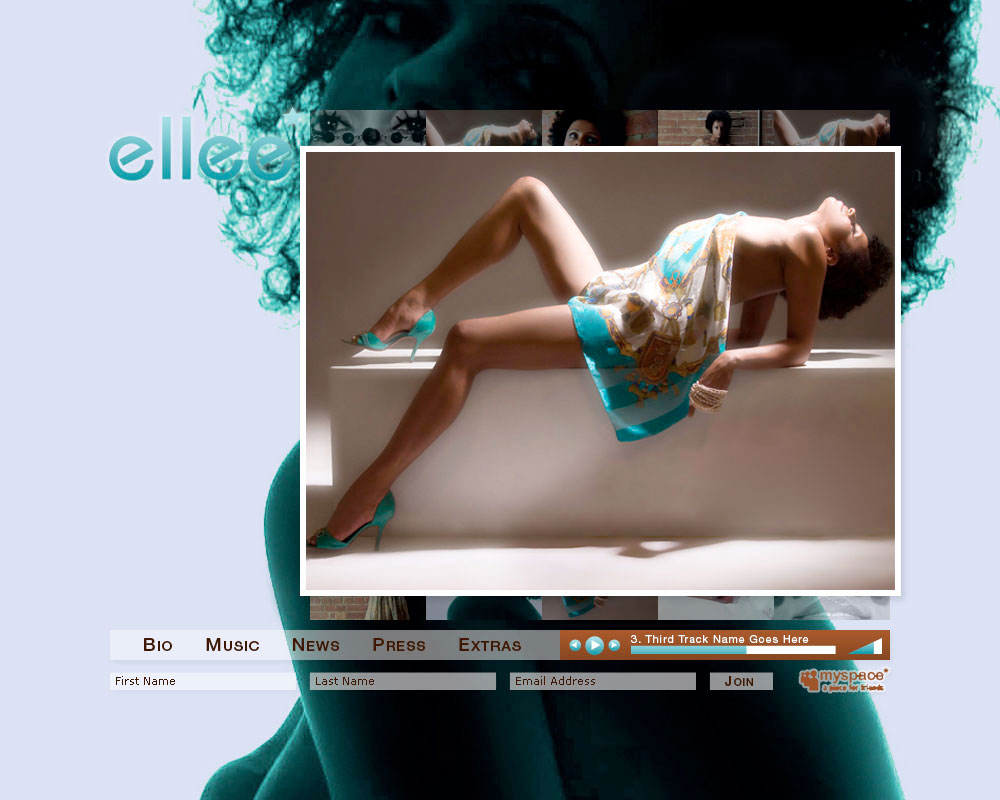 ellee
Bio Music News Press Extras
3. Third Track Name Goes Here
First Name Last Name Email Address Join
myspace
a place for friends